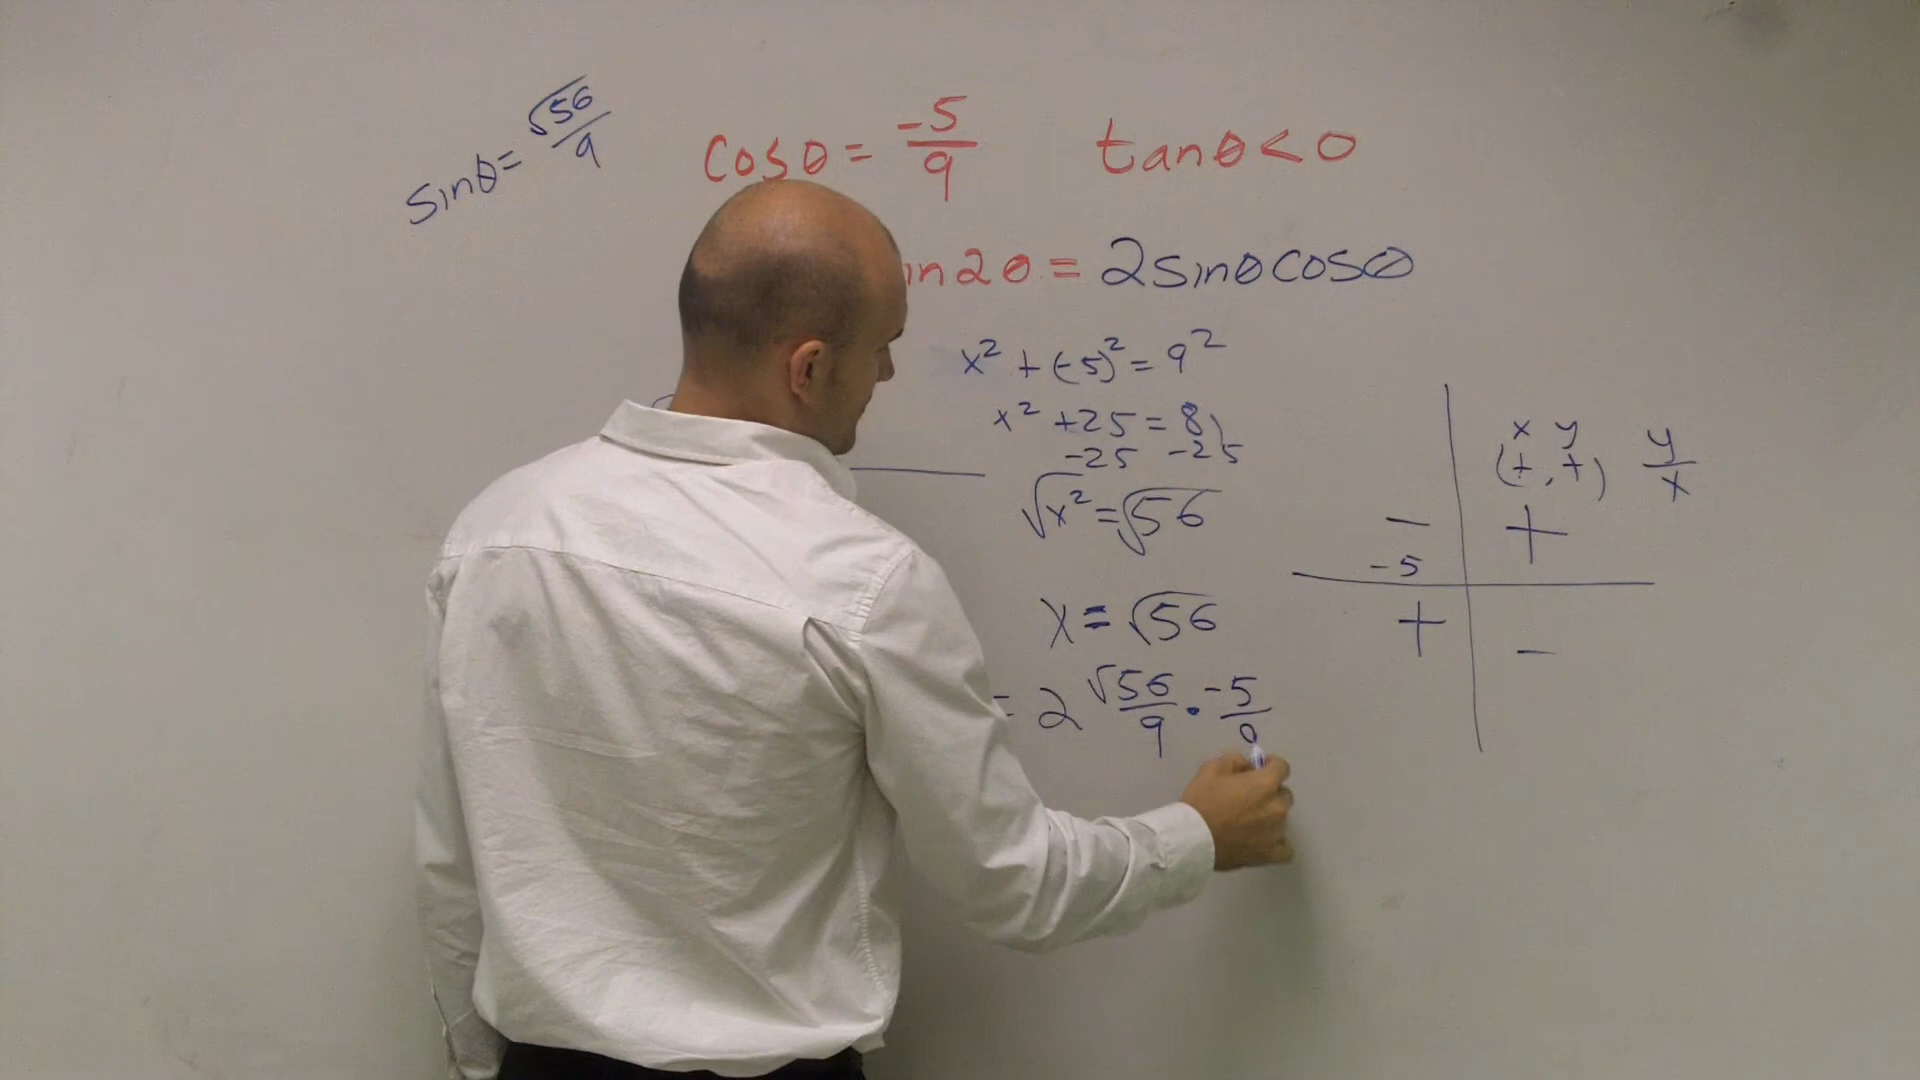 sinθ = √56/9
cosθ = -5/9 tanθ < 0
in2θ = 2sinθcosθ
x² + (-5)² = 9²
x² + 25 = 81
-25 -25
√x² = √56
x = √56
= 2 √56/9 · -5/9
x y
(+, +) y/x
- +
-5
+ -